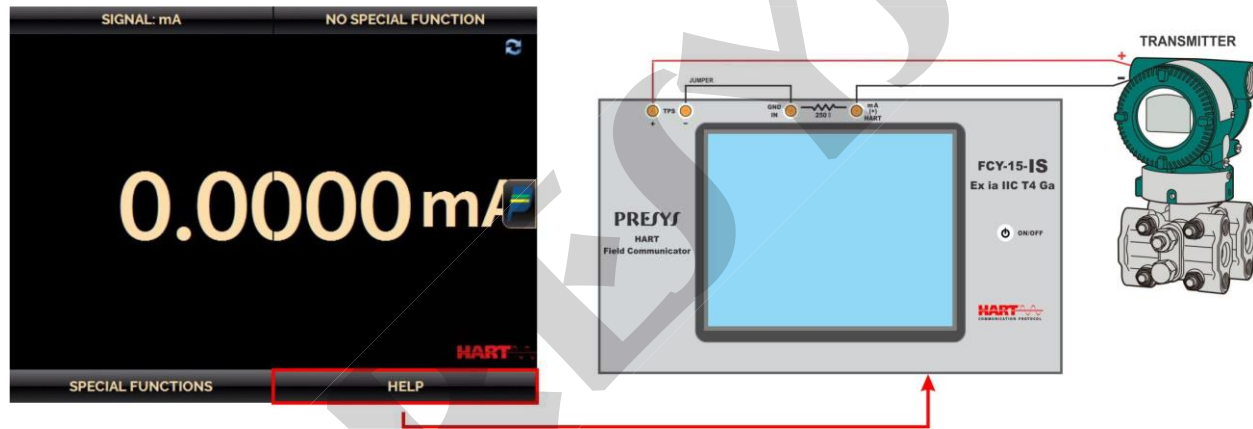 SIGNAL: mA
NO SPECIAL FUNCTION
0.0000 mA
HART
SPECIAL FUNCTIONS
HELP
TRANSMITTER
+
-
JUMPER
+
TPS
-
GND
IN
250 Ω
mA
(+)
HART
FCY-15-IS
Ex ia IIC T4 Ga
PRESYS
HART
Field Communicator
ON/OFF
HART
COMMUNICATION PROTOCOL
PRESYS